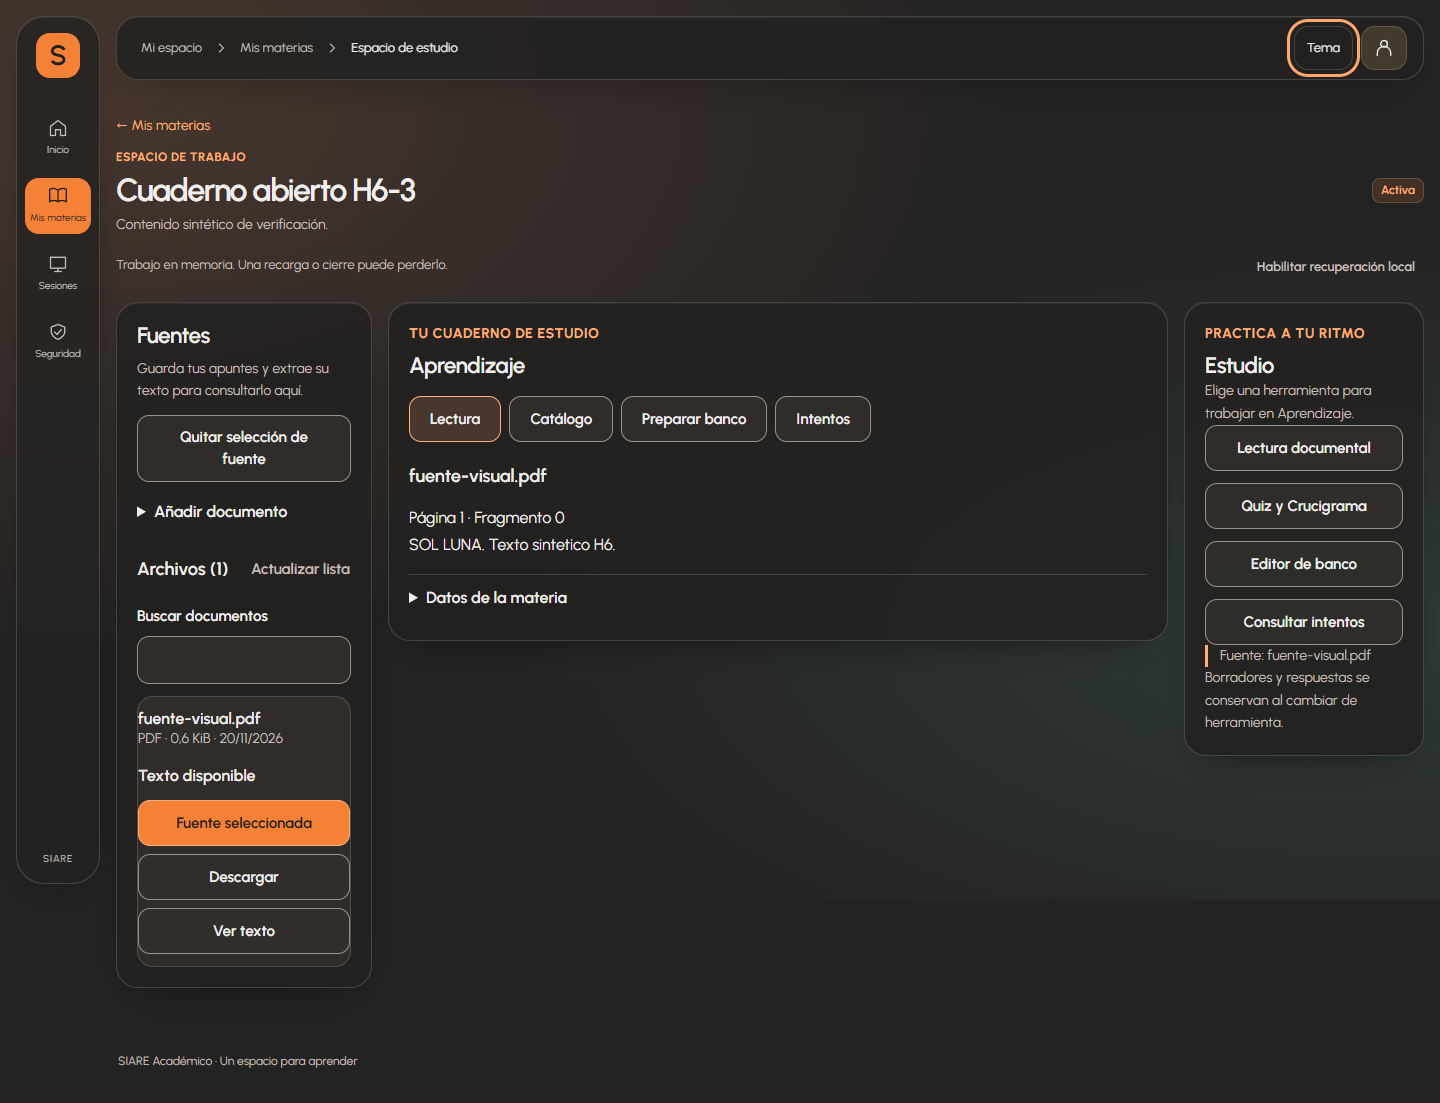 S
Inicio
Mis materias
Sesiones
Seguridad
SIARE
Mi espacio > Mis materias > Espacio de estudio
Tema
← Mis materias
ESPACIO DE TRABAJO
Cuaderno abierto H6-3
Activa
Contenido sintético de verificación.
Trabajo en memoria. Una recarga o cierre puede perderlo.
Habilitar recuperación local
Fuentes
Guarda tus apuntes y extrae su
texto para consultarlo aquí.
Quitar selección de
fuente
Añadir documento
Archivos (1)
Actualizar lista
Buscar documentos
fuente-visual.pdf
PDF · 0,6 KiB · 20/11/2026
Texto disponible
Fuente seleccionada
Descargar
Ver texto
TU CUADERNO DE ESTUDIO
Aprendizaje
Lectura
Catálogo
Preparar banco
Intentos
fuente-visual.pdf
Página 1 · Fragmento 0
SOL LUNA. Texto sintetico H6.
Datos de la materia
PRACTICA A TU RITMO
Estudio
Elige una herramienta para
trabajar en Aprendizaje.
Lectura documental
Quiz y Crucigrama
Editor de banco
Consultar intentos
Fuente: fuente-visual.pdf
Borradores y respuestas se
conservan al cambiar de
herramienta.
SIARE Académico · Un espacio para aprender